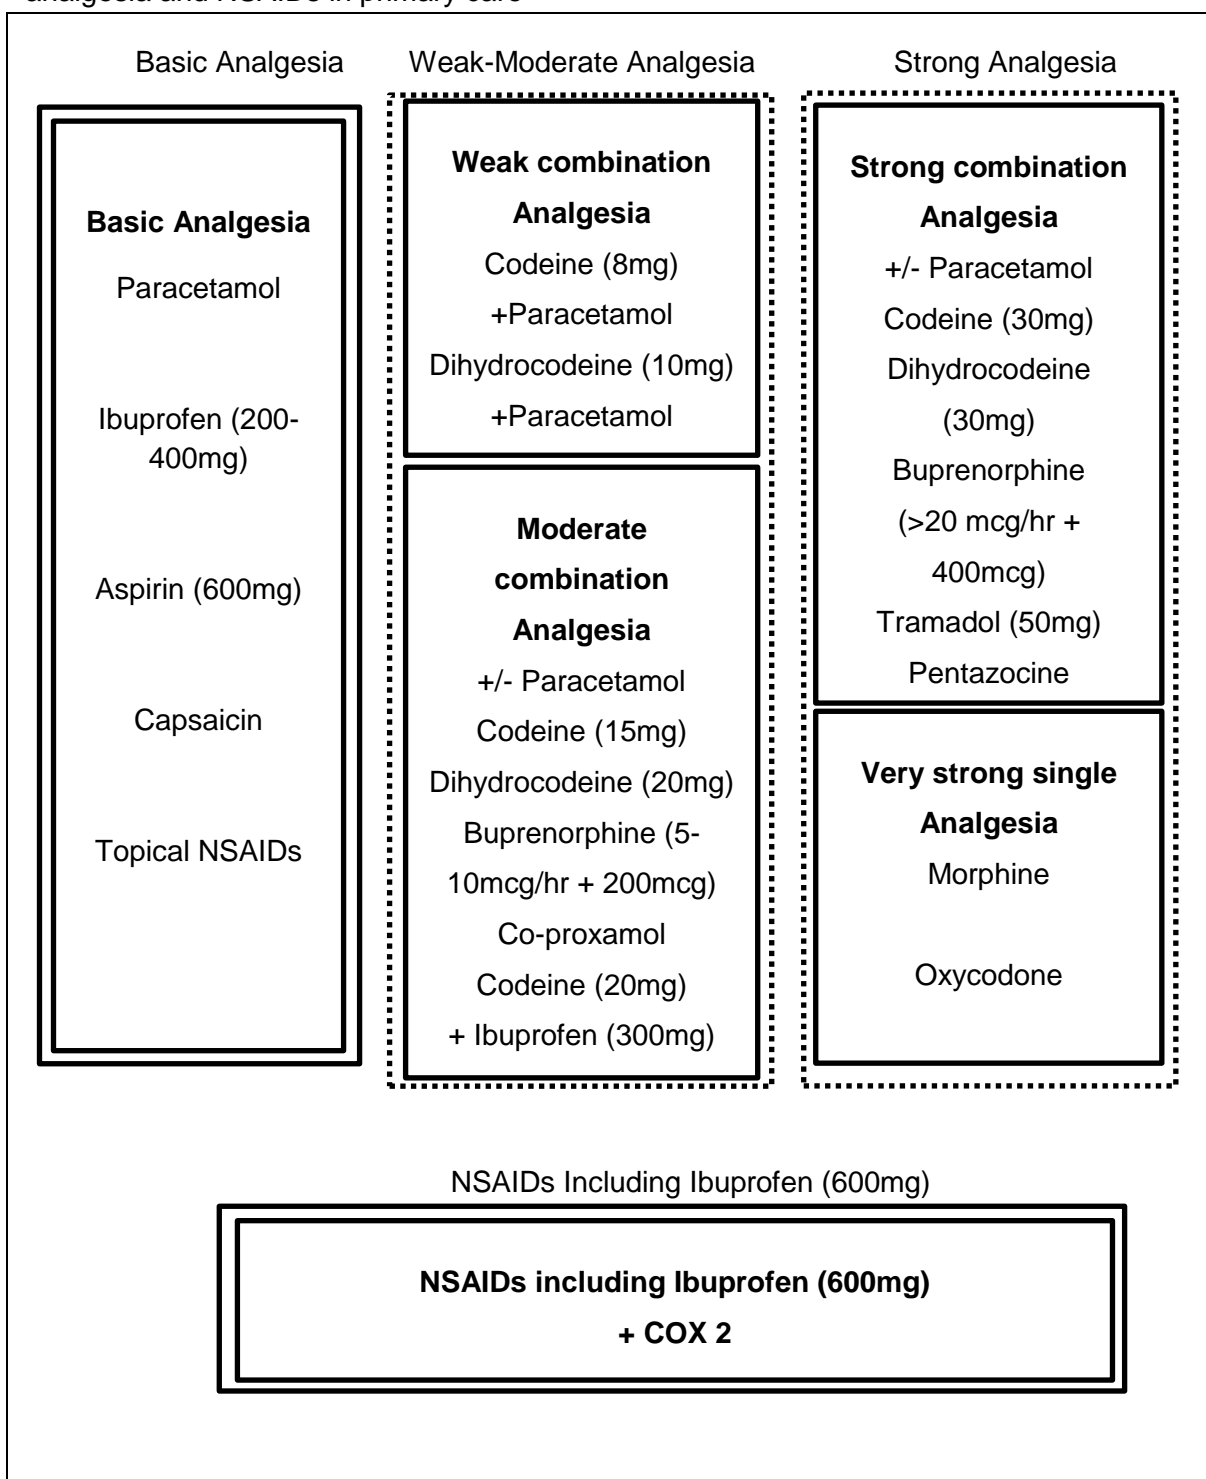 analgesia and NSAIDs in primary care
Basic Analgesia
Weak-Moderate Analgesia
Strong Analgesia
Basic Analgesia
Paracetamol
Ibuprofen (200-
400mg)
Aspirin (600mg)
Capsaicin
Topical NSAIDs
Weak combination
Analgesia
Codeine (8mg)
+Paracetamol
Dihydrocodeine (10mg)
+Paracetamol
Moderate
combination
Analgesia
+/- Paracetamol
Codeine (15mg)
Dihydrocodeine (20mg)
Buprenorphine (5-
10mcg/hr + 200mcg)
Co-proxamol
Codeine (20mg)
+ Ibuprofen (300mg)
Strong combination
Analgesia
+/- Paracetamol
Codeine (30mg)
Dihydrocodeine
(30mg)
Buprenorphine
(>20 mcg/hr +
400mcg)
Tramadol (50mg)
Pentazocine
Very strong single
Analgesia
Morphine
Oxycodone
NSAIDs Including Ibuprofen (600mg)
NSAIDs including Ibuprofen (600mg)
+ COX 2